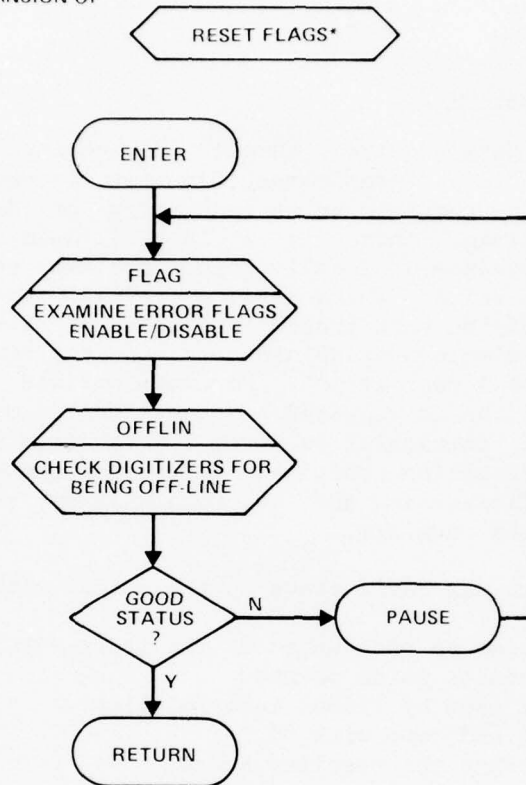 RESET FLAGS*
ENTER
FLAG
EXAMINE ERROR FLAGS
ENABLE/DISABLE
OFFLIN
CHECK DIGITIZERS FOR
BEING OFF-LINE
GOOD
STATUS
?
N
PAUSE
Y
RETURN